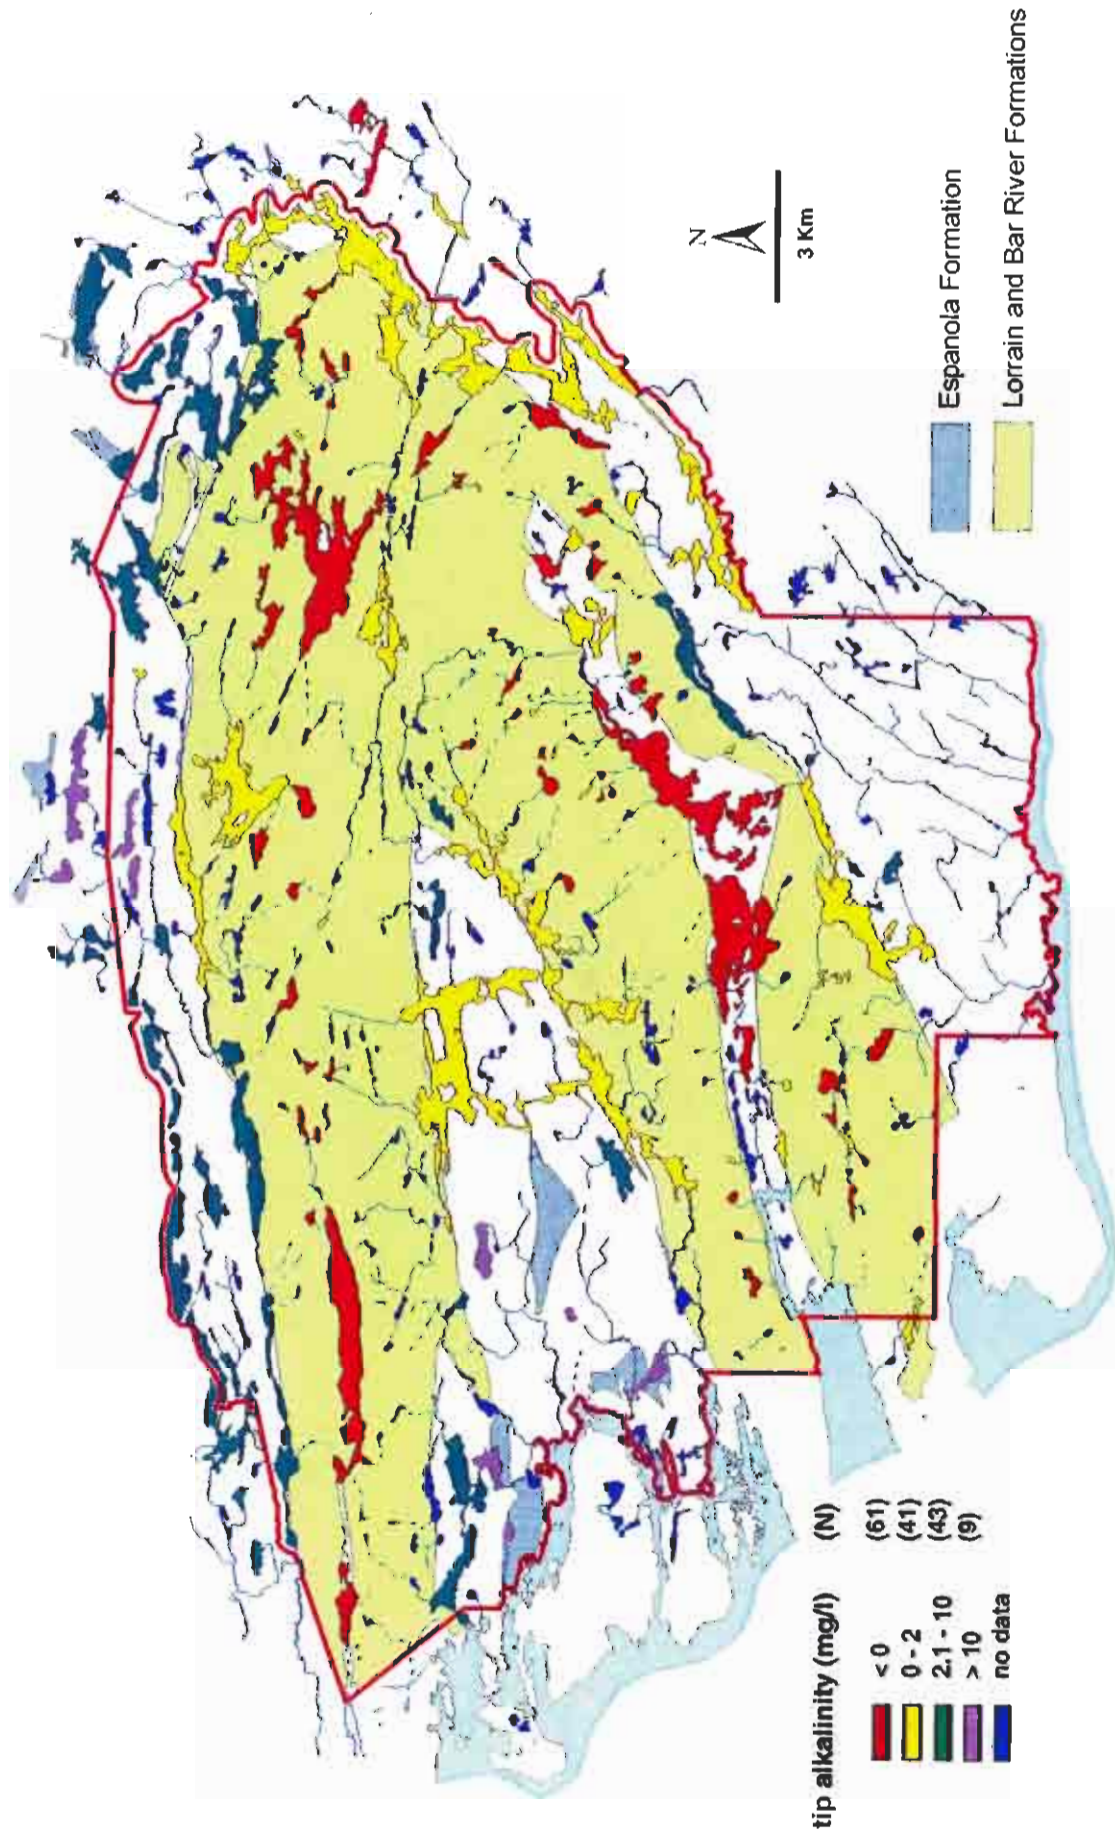 N
3 Km
Espanola Formation
Lorrain and Bar River Formations
tip alkalinity (mg/l) (N)
< 0 (61)
0 - 2 (41)
2.1 - 10 (43)
> 10 (9)
no data